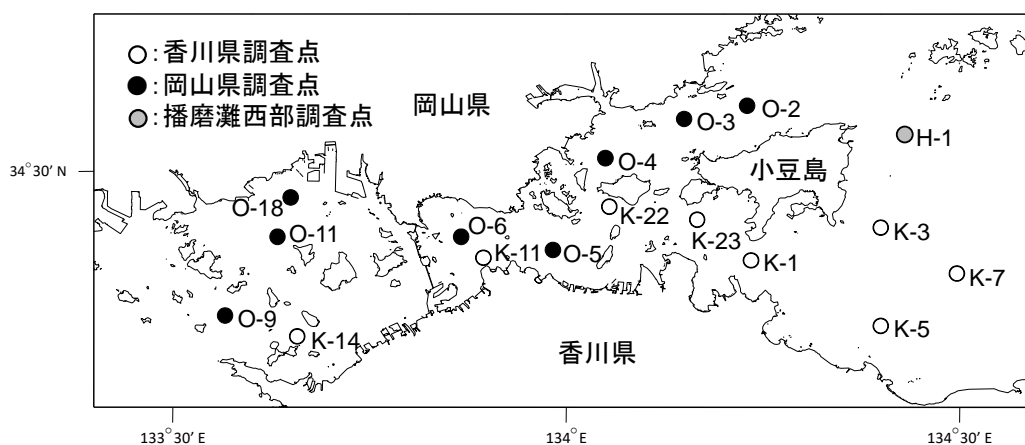 ○：香川県調査点
●：岡山県調査点
●：播磨灘西部調査点
岡山県
O-2
O-3
H-1
34°30' N
O-4
小豆島
O-18
K-22
O-11
O-6
K-23
K-3
K-11
O-5
K-1
K-7
O-9
K-14
K-5
香川県
133°30' E
134° E
134°30' E